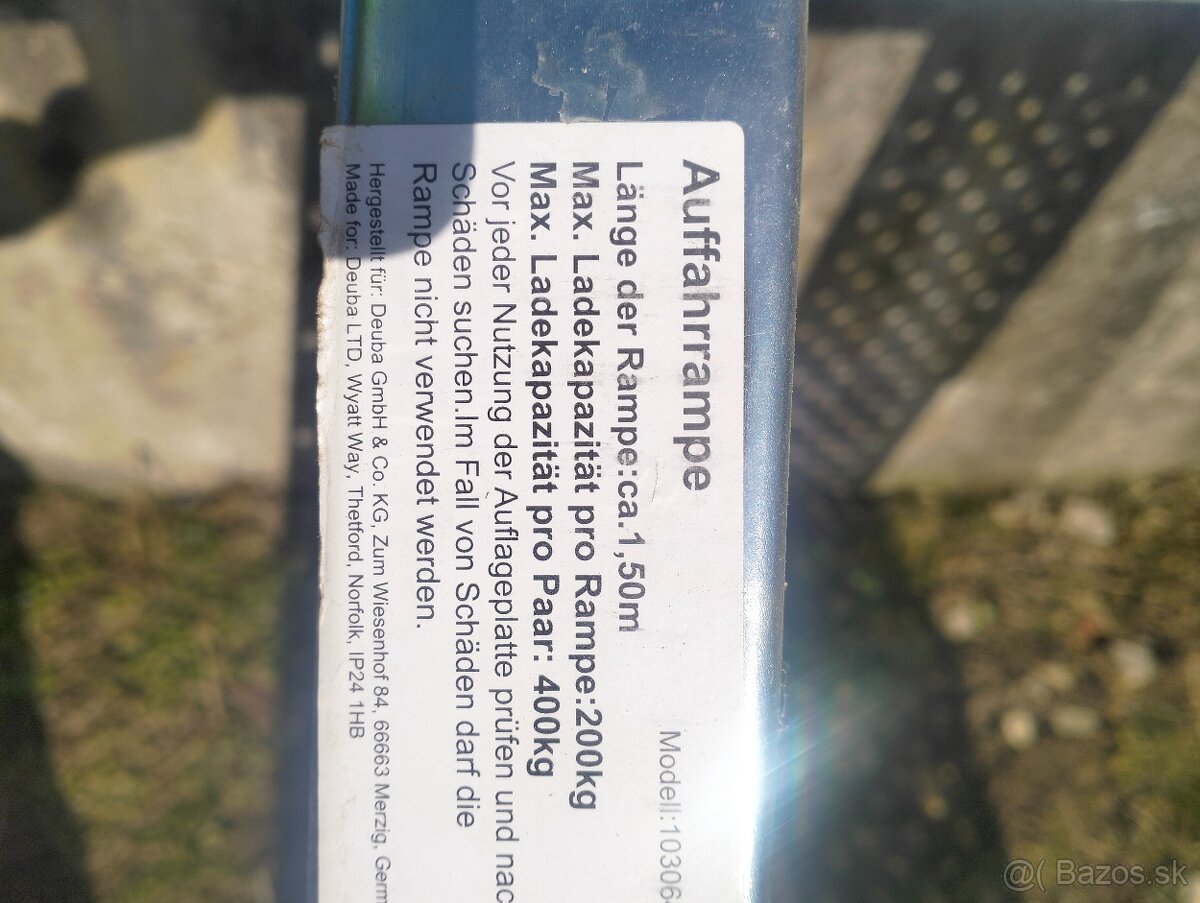 Auffahrrampe
Modell:10306
Länge der Rampe:ca.1,50m
Max. Ladekapazität pro Rampe:200kg
Max. Ladekapazität pro Paar: 400kg
Vor jeder Nutzung der Auflageplatte prüfen und nac
Schäden suchen.Im Fall von Schäden darf die
Rampe nicht verwendet werden.
Hergestellt für: Deuba GmbH & Co. KG, Zum Wiesenhof 84, 66663 Merzig, Germ
Made for: Deuba LTD, Wyatt Way, Thetford, Norfolk, IP24 1HB
@( Bazos.sk